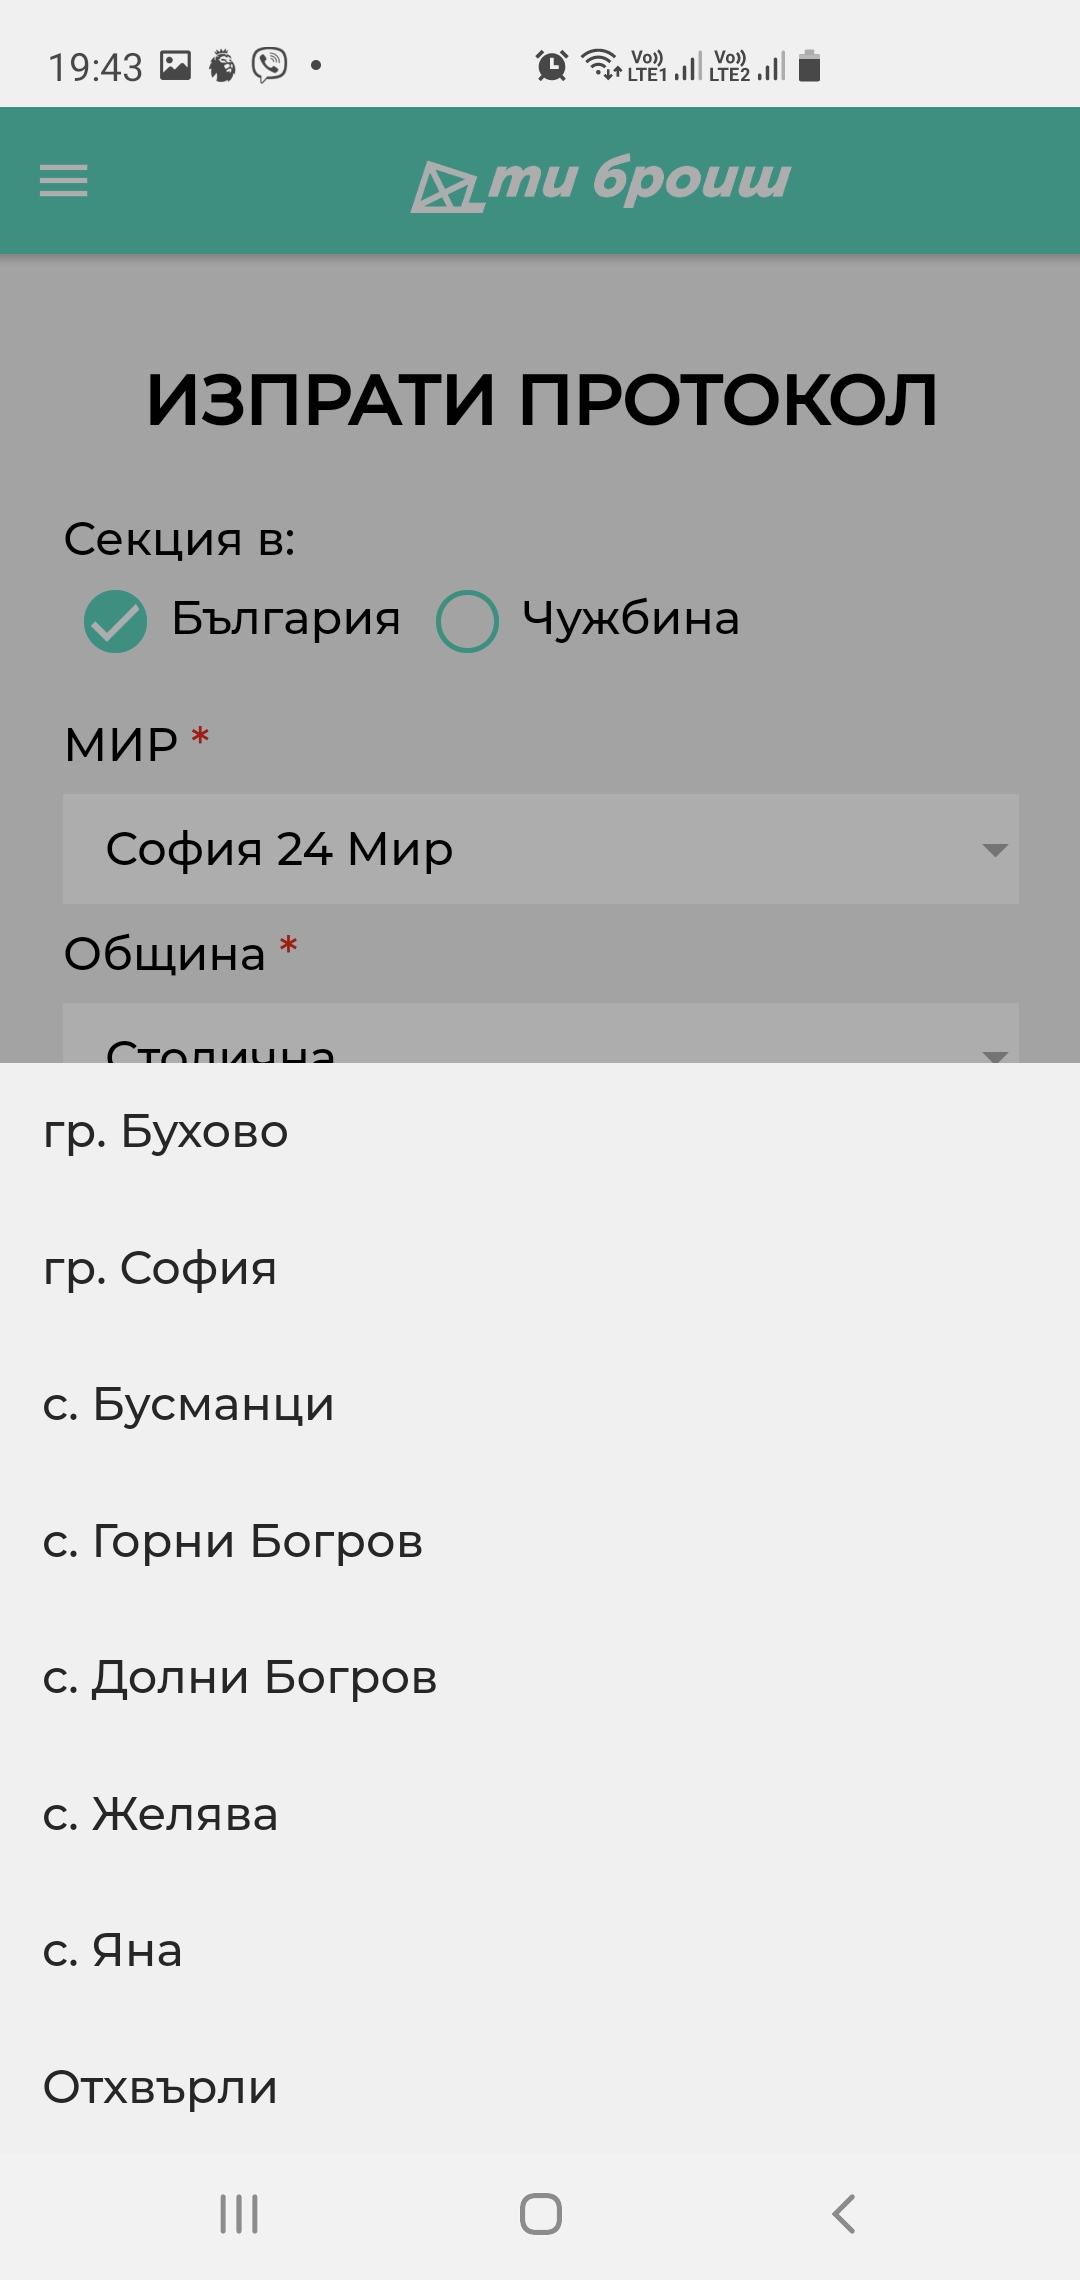 19:43
Vo)) LTE1 Vo)) LTE2
ти броиш
ИЗПРАТИ ПРОТОКОЛ
Секция в:
България Чужбина
МИР *
София 24 Мир
Община *
Столична
гр. Бухово
гр. София
с. Бусманци
с. Горни Богров
с. Долни Богров
с. Желява
с. Яна
Отхвърли